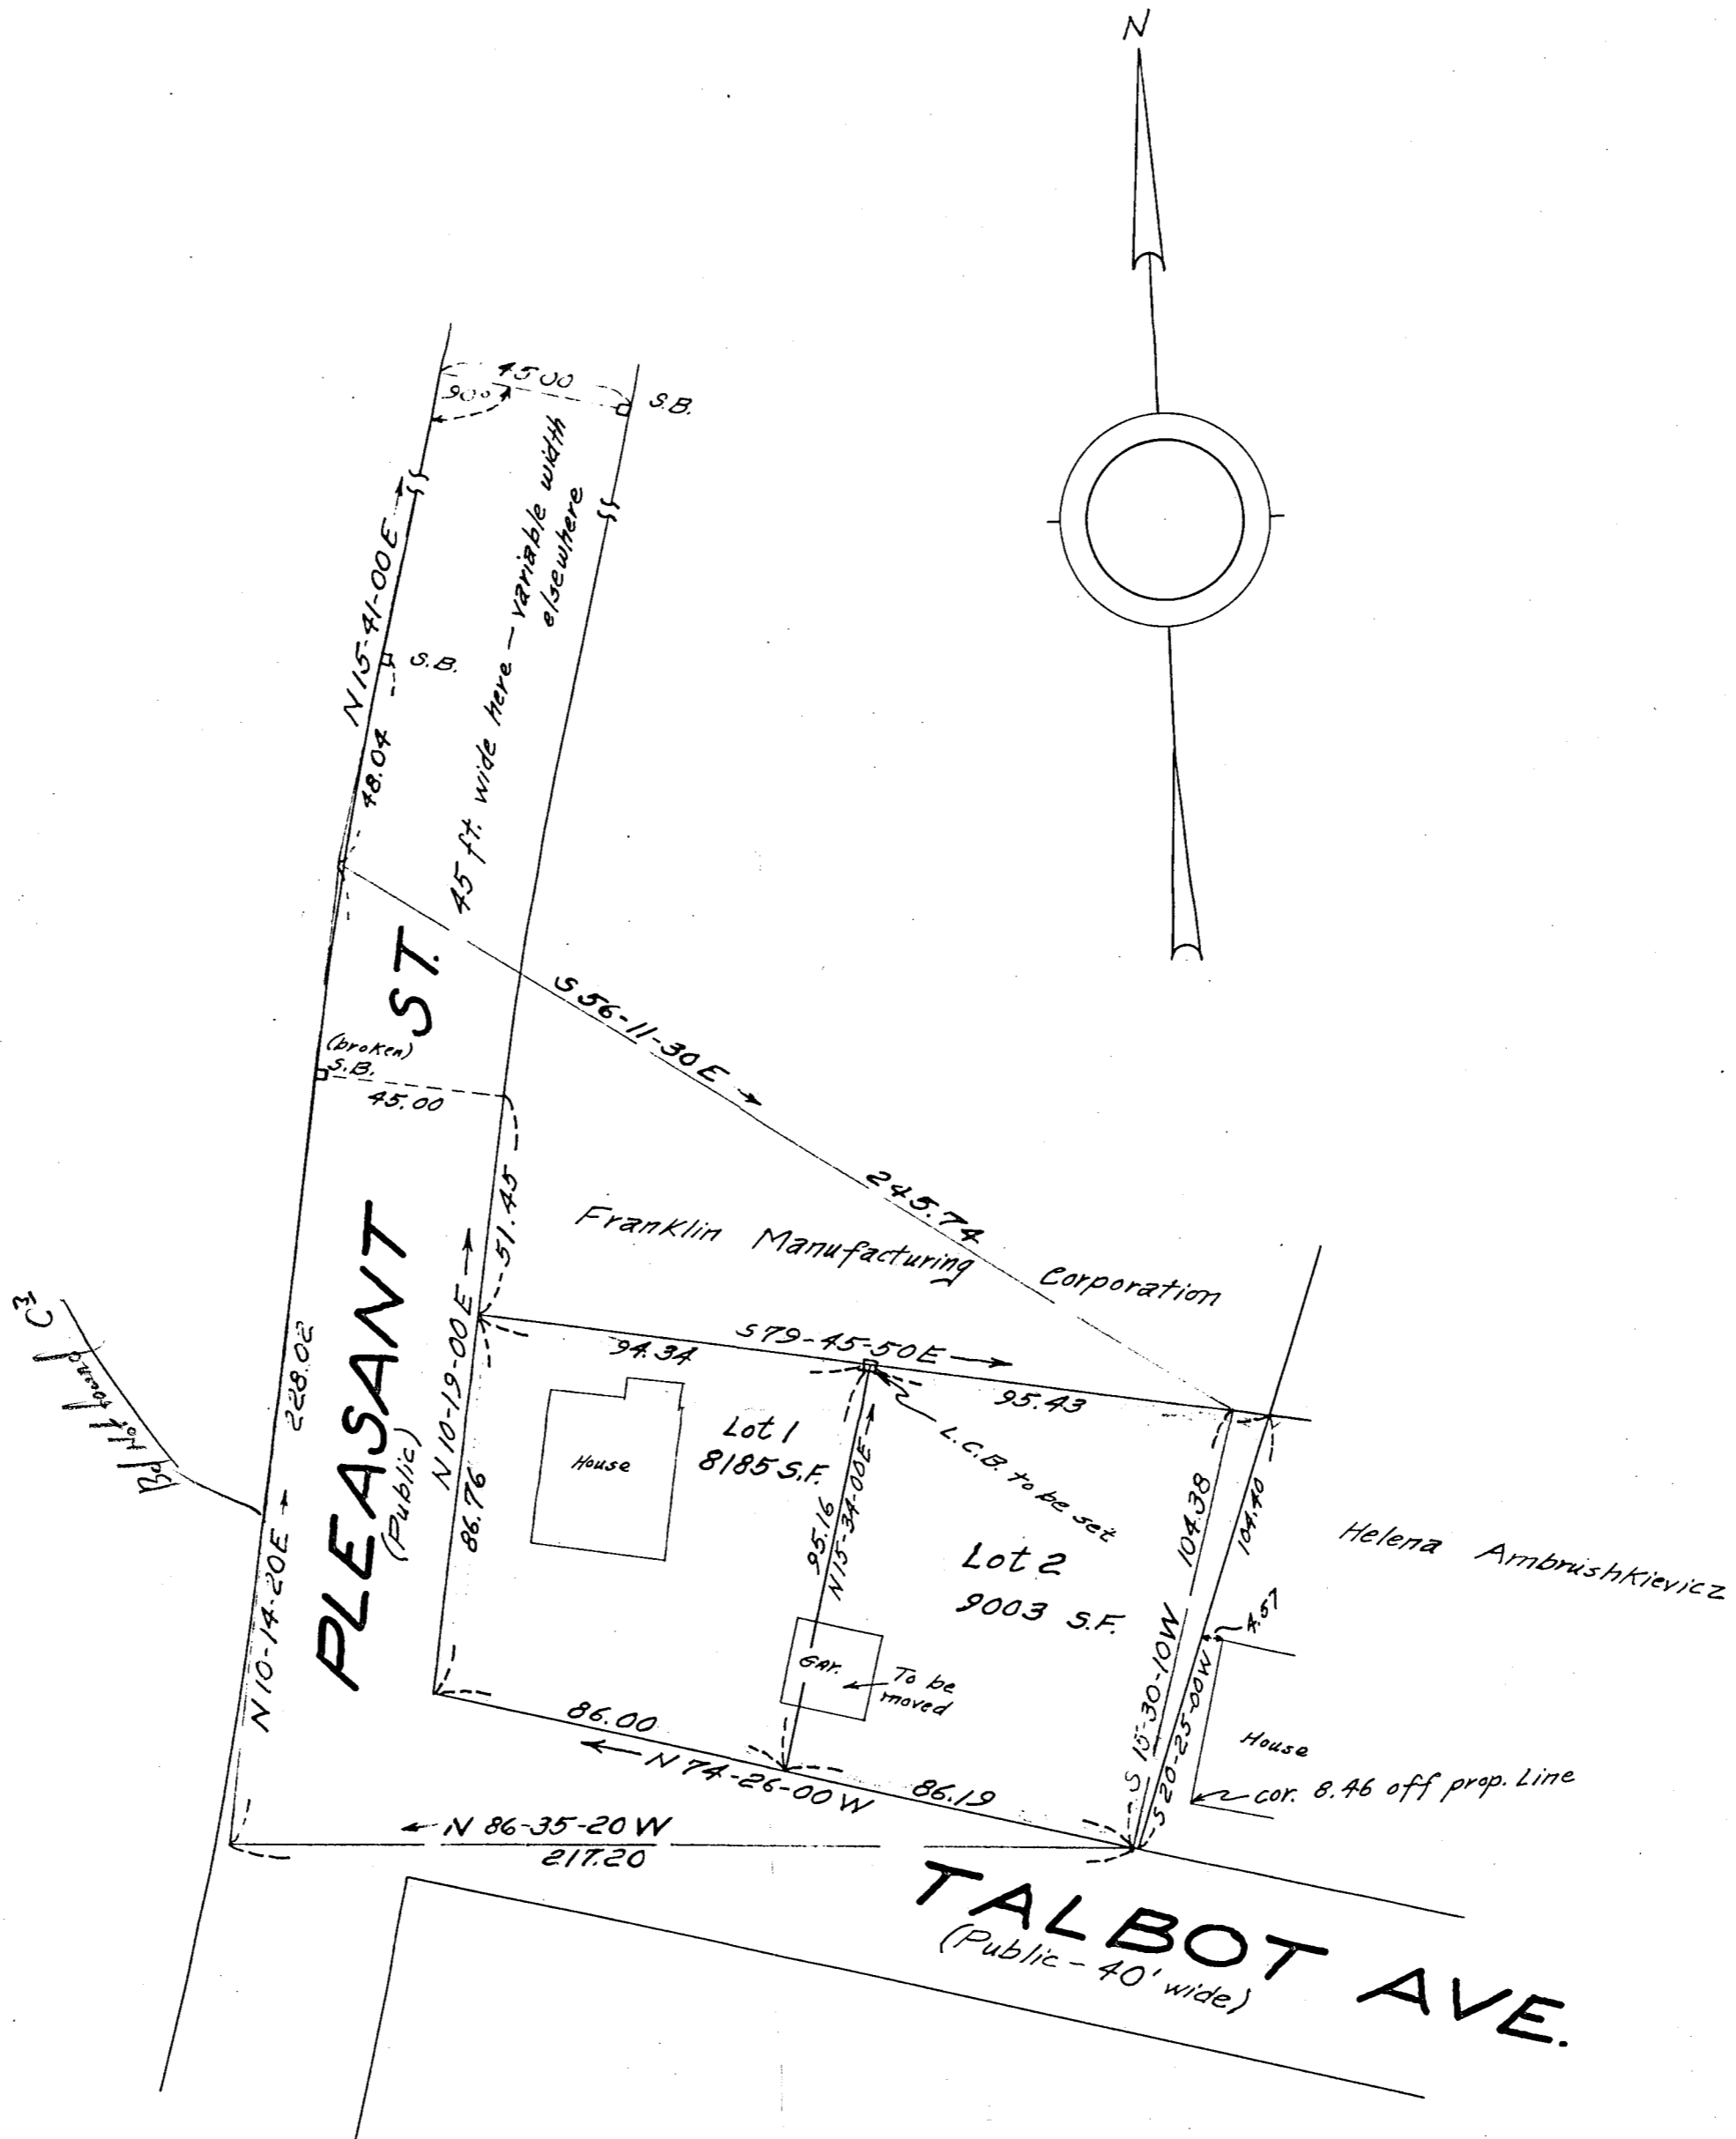 N
45.00
90°
S.B.
45 ft. wide here - variable width
elsewhere
N 15-41-00 E
S.B.
48.04
PLEASANT ST.
(Public)
(broken)
S.B.
45.00
S 56-11-30 E
245.74
51.45
Franklin Manufacturing Corporation
N 10-14-20 E
228.02
N 10-19-00 E
86.76
S 79-45-50 E
94.34
95.43
House
Lot 1
8185 S.F.
95.16
N 15-34-00 E
L.C.B. to be set
Lot 2
9003 S.F.
GAR.
To be
moved
104.38
S 15-30-10 W
104.40
S 20-25-00 W
Helena Ambrushkievicz
House
cor. 8.46 off prop. Line
86.00
N 74-26-00 W
86.19
N 86-35-20 W
217.20
TALBOT AVE.
(Public - 40' wide)